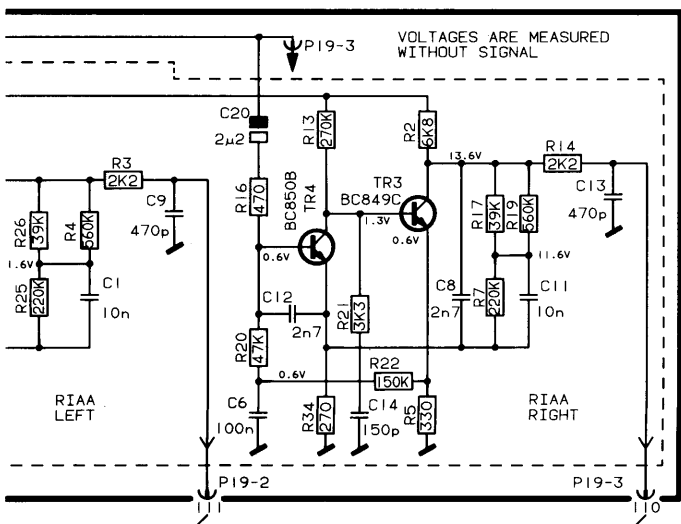 VOLTAGES ARE MEASURED
WITHOUT SIGNAL
P19-3
C20
2µ2
R13
270K
R2
6K8
13.6V
R14
2K2
R3
2K2
R16
470
BC850B
TR4
TR3
BC849C
1.3V
0.6V
R17
39K
R19
560K
C13
470p
C9
470p
R26
39K
R4
560K
1.6V
0.6V
11.6V
R25
220K
C1
10n
C12
2n7
R21
3K3
C8
2n7
R7
220K
C11
10n
R20
47K
0.6V
R22
150K
RIAA
LEFT
C6
100n
R34
270
C14
150p
R5
330
RIAA
RIGHT
P19-2
P19-3
111
110